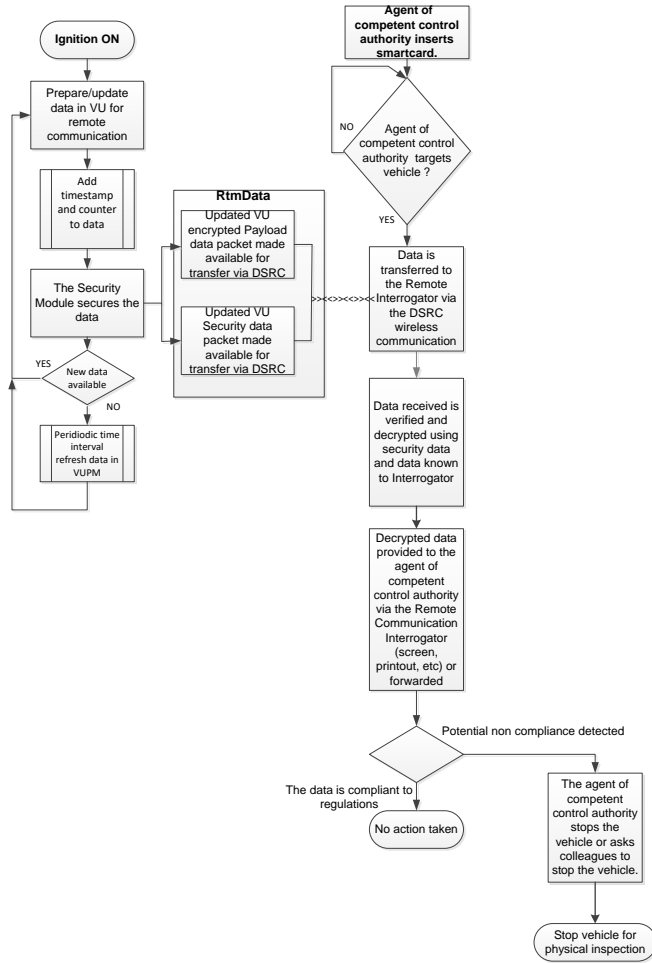 Ignition ON
Prepare/update
data in VU for
remote
communication
Add
timestamp
and counter
to data
The Security
Module secures the
data
YES
New data
available
NO
Peridiodic time
interval
refresh data in
VUPM
RtmData
Updated VU
encrypted Payload
data packet made
available for
transfer via DSRC
Updated VU
Security data
packet made
available for
transfer via DSRC
Agent of
competent control
authority inserts
smartcard.
NO
Agent of
competent control
authority targets
vehicle ?
YES
Data is
transferred to
the Remote
Interrogator via
the DSRC
wireless
communication
Data received is
verified and
decrypted using
security data
and data known
to Interrogator
Decrypted data
provided to the
agent of
competent
control authority
via the Remote
Communication
Interrogator
(screen,
printout, etc) or
forwarded
Potential non compliance detected
The data is compliant to
regulations
No action taken
The agent of
competent
control authority
stops the
vehicle or asks
colleagues to
stop the vehicle.
Stop vehicle for
physical inspection